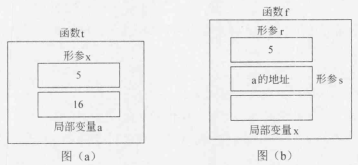 函数t
形参x
5
16
局部变量a
图（a）
函数f
形参r
5
a的地址 形参s
局部变量x
图（b）